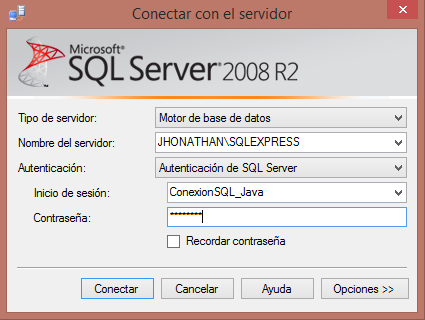 Conectar con el servidor
Microsoft®
SQL Server® 2008 R2
Tipo de servidor: Motor de base de datos
Nombre del servidor: JHONATHAN\SQLEXPRESS
Autenticación: Autenticación de SQL Server
Inicio de sesión: ConexionSQL_Java
Contraseña: ********
Recordar contraseña
Conectar Cancelar Ayuda Opciones >>